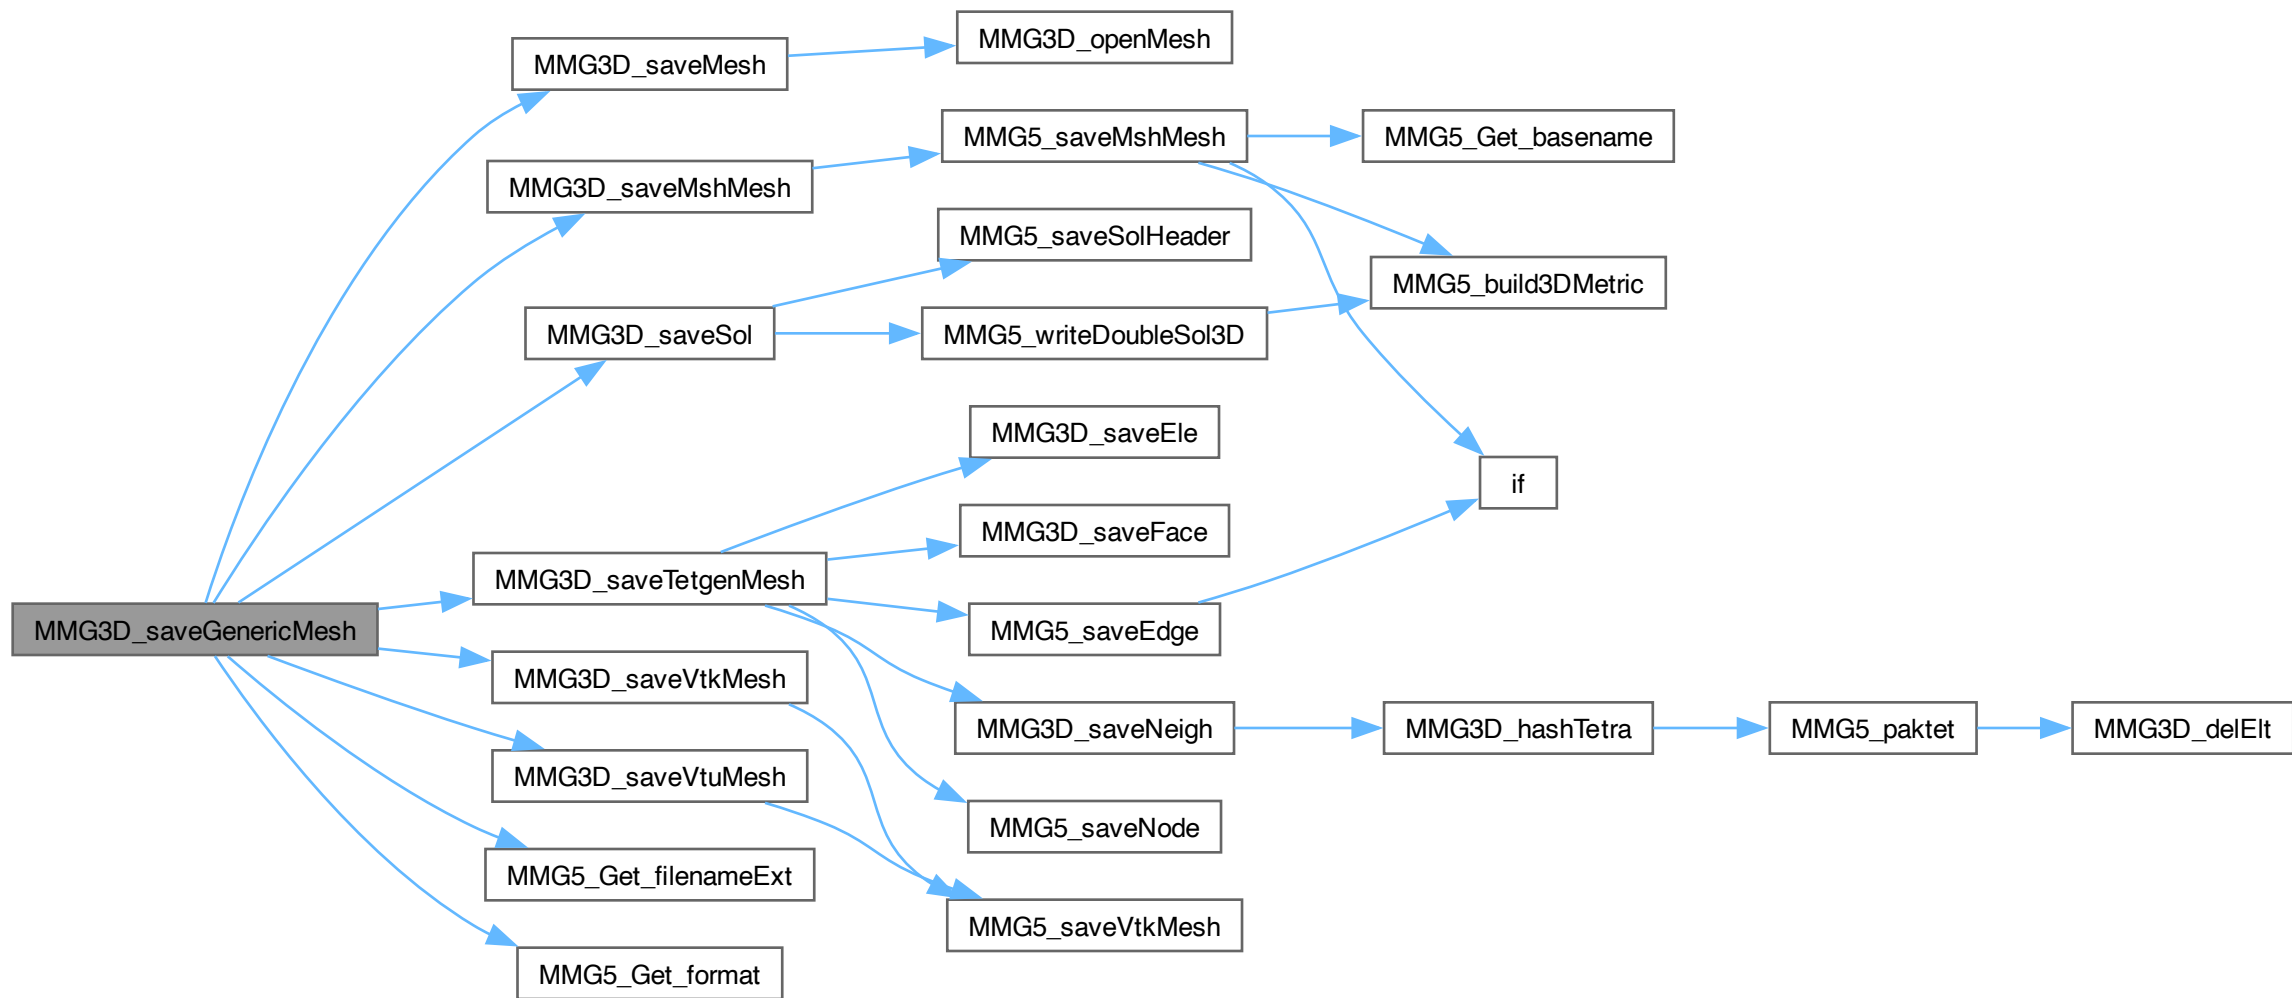 MMG3D_openMesh
MMG3D_saveMesh
MMG5_saveMshMesh
MMG5_Get_basename
MMG3D_saveMshMesh
MMG5_saveSolHeader
MMG5_build3DMetric
MMG3D_saveSol
MMG5_writeDoubleSol3D
MMG3D_saveEle
if
MMG3D_saveFace
MMG3D_saveTetgenMesh
MMG3D_saveGenericMesh
MMG5_saveEdge
MMG3D_saveVtkMesh
MMG3D_saveNeigh
MMG3D_hashTetra
MMG5_paktet
MMG3D_delElt
MMG3D_saveVtuMesh
MMG5_saveNode
MMG5_Get_filenameExt
MMG5_saveVtkMesh
MMG5_Get_format